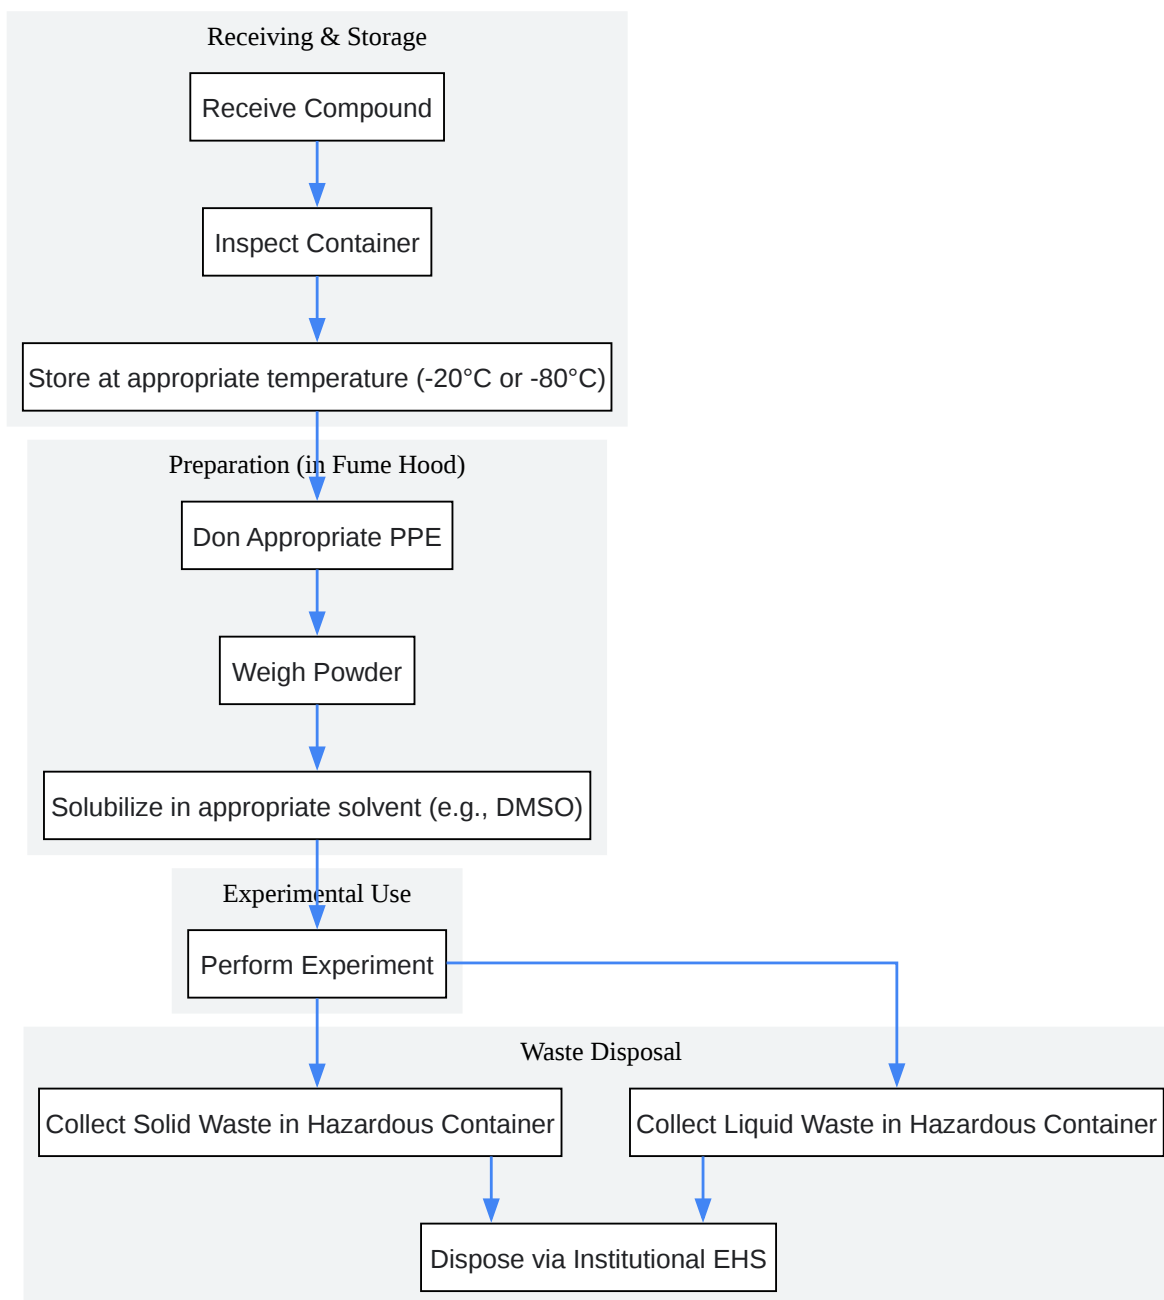 Receiving & Storage
Receive Compound
Inspect Container
Store at appropriate temperature (-20°C or -80°C)
Preparation (in Fume Hood)
Don Appropriate PPE
Weigh Powder
Solubilize in appropriate solvent (e.g., DMSO)
Experimental Use
Perform Experiment
Waste Disposal
Collect Solid Waste in Hazardous Container
Collect Liquid Waste in Hazardous Container
Dispose via Institutional EHS